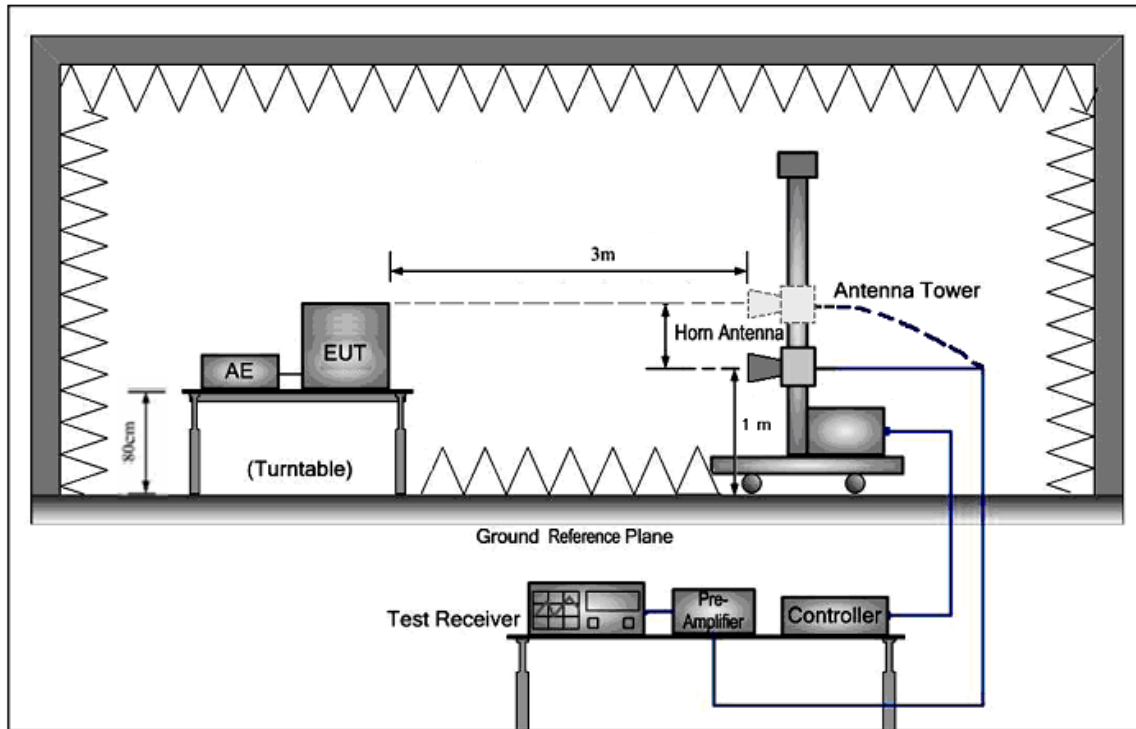 3m
Antenna Tower
Horn Antenna
EUT
AE
1 m
80cm
(Turntable)
Ground Reference Plane
Test Receiver
Pre-
Amplifier
Controller